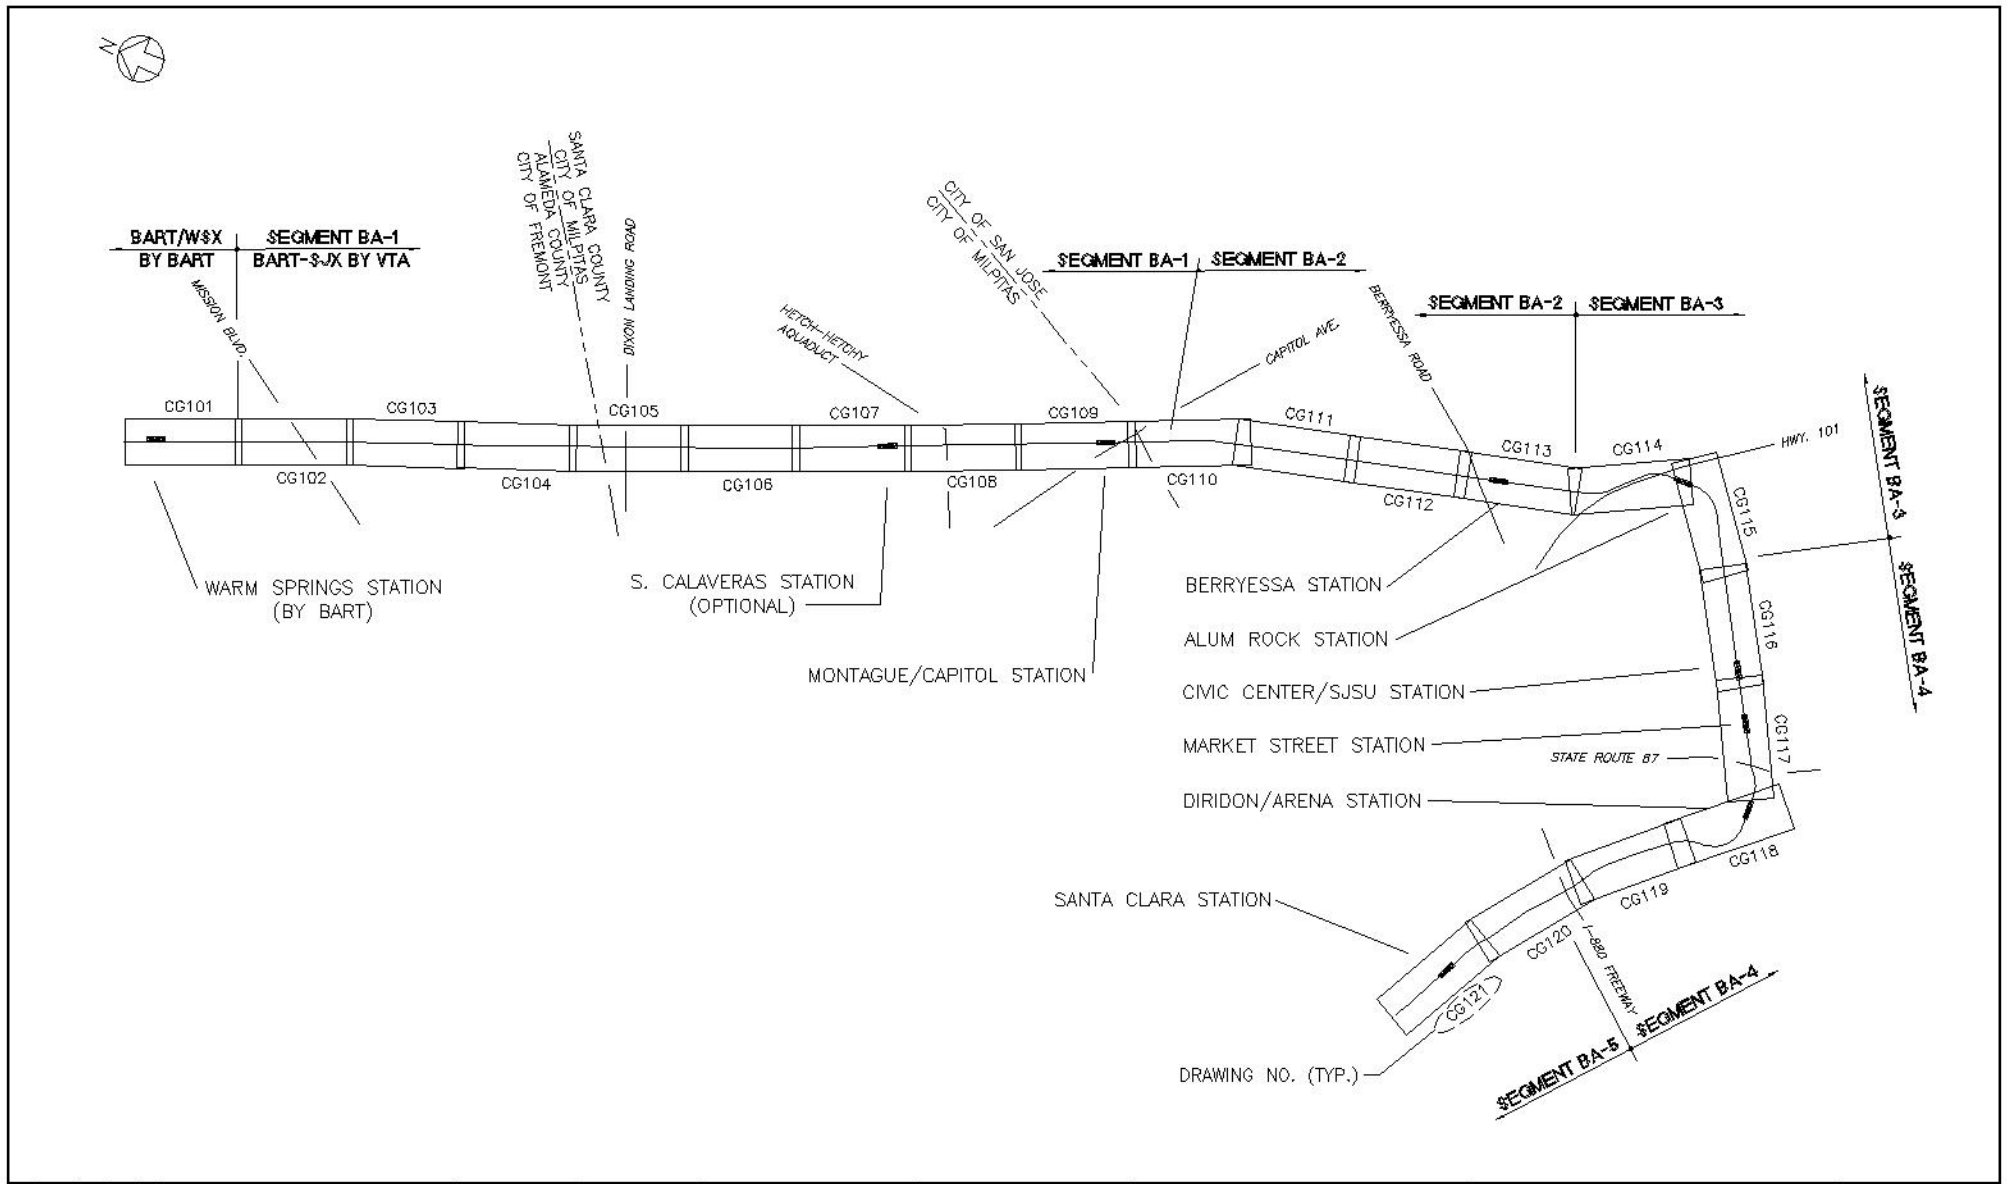 N
SANTA CLARA COUNTY
CITY OF MILPITAS
ALAMEDA COUNTY
CITY OF FREMONT
DIXON LANDING ROAD
CITY OF SAN JOSE
CITY OF MILPITAS
BART/WSX
BY BART
SEGMENT BA-1
BART-SJX BY VTA
MISSION BLVD.
HETCH-HETCHY
AQUADUCT
SEGMENT BA-1
SEGMENT BA-2
CAPITOL AVE.
BERRYESSA ROAD
SEGMENT BA-2
SEGMENT BA-3
CG101
CG102
CG103
CG104
CG105
CG106
CG107
CG108
CG109
CG110
CG111
CG112
CG113
CG114
HWY. 101
SEGMENT BA-3
SEGMENT BA-4
CG115
CG116
CG117
WARM SPRINGS STATION
(BY BART)
S. CALAVERAS STATION
(OPTIONAL)
MONTAGUE/CAPITOL STATION
BERRYESSA STATION
ALUM ROCK STATION
CIVIC CENTER/SJSU STATION
MARKET STREET STATION
STATE ROUTE 87
DIRIDON/ARENA STATION
CG118
CG119
SANTA CLARA STATION
CG120
I-880 FREEWAY
CG121
DRAWING NO. (TYP.)
SEGMENT BA-5
SEGMENT BA-4